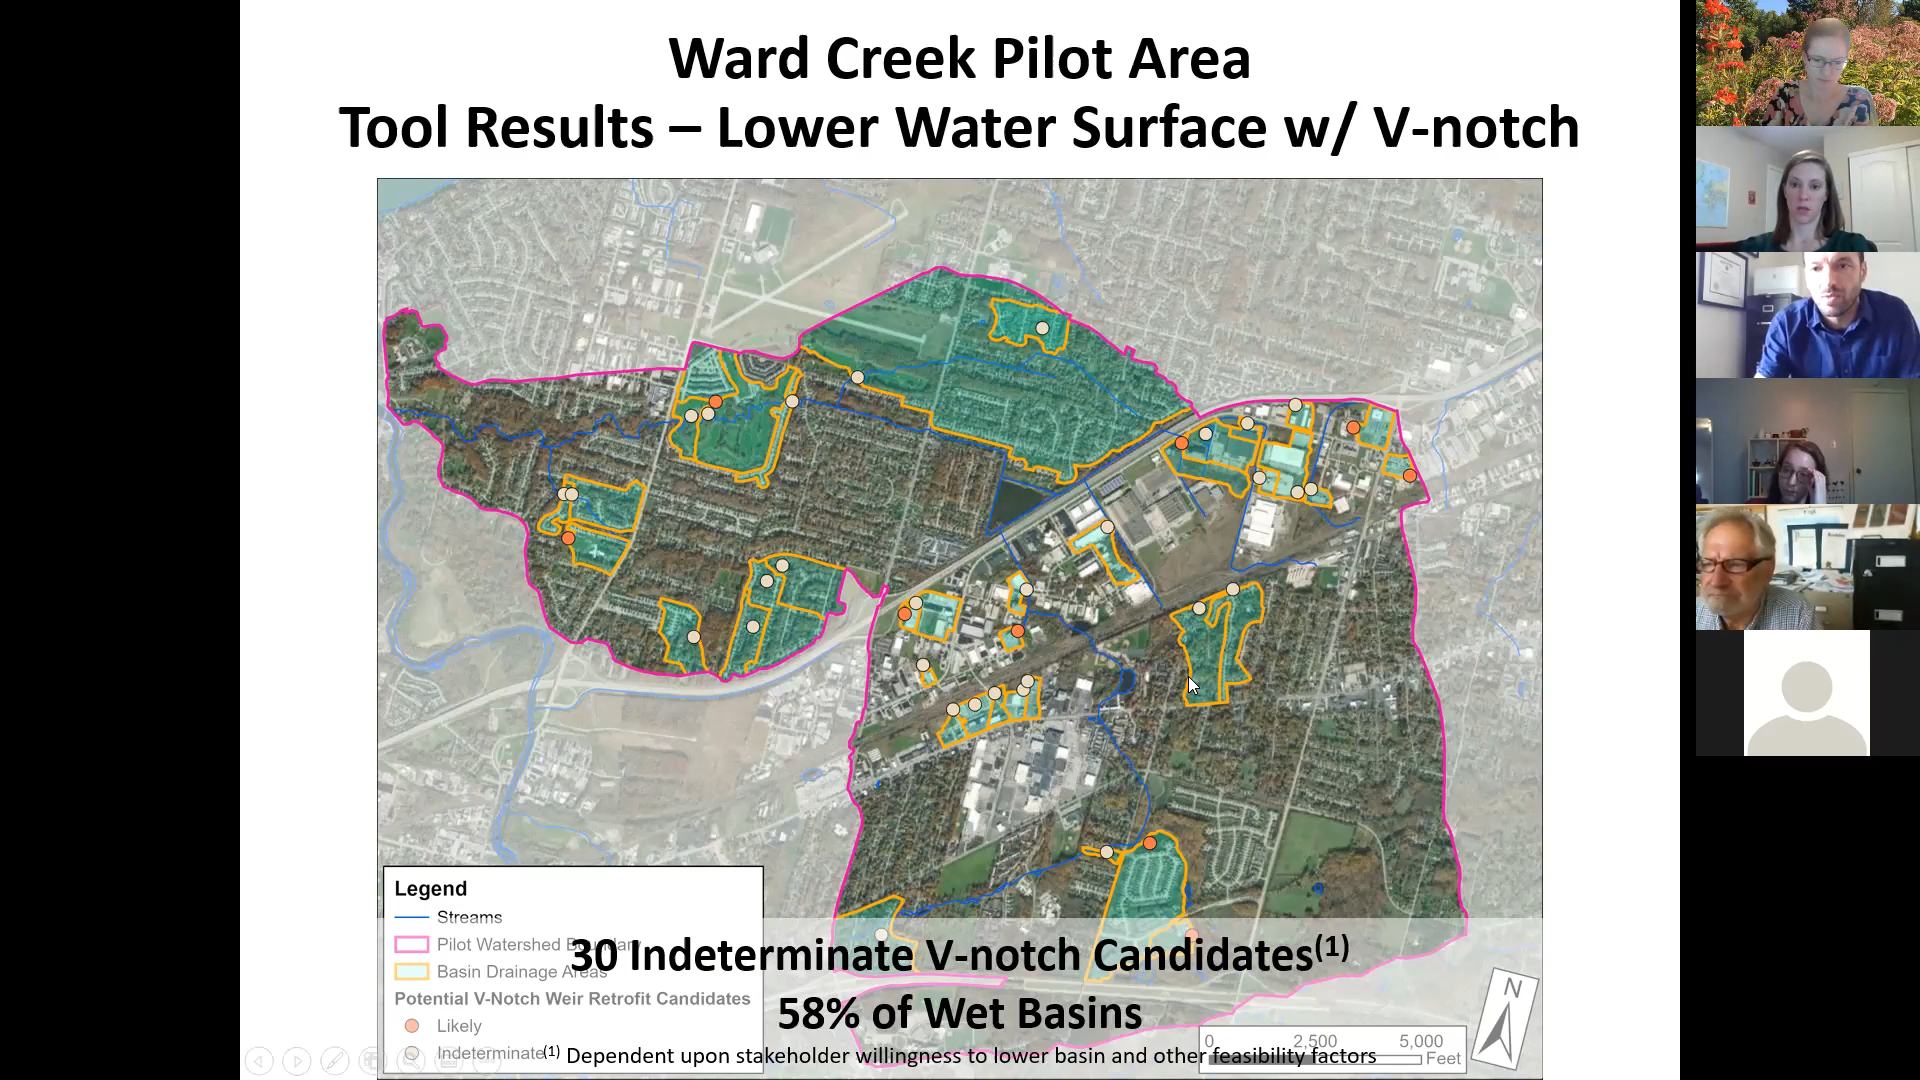 Ward Creek Pilot Area
Tool Results – Lower Water Surface w/ V-notch
Legend
Streams
Pilot Watershed Boundary
Basin Drainage Areas
Potential V-Notch Weir Retrofit Candidates
Likely
Indeterminate
30 Indeterminate V-notch Candidates(1)
58% of Wet Basins
(1) Dependent upon stakeholder willingness to lower basin and other feasibility factors
0 2,500 5,000
Feet
N